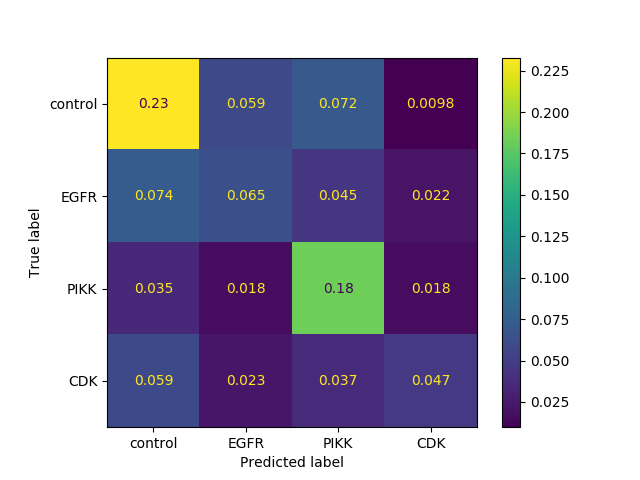 control 0.23 0.059 0.072 0.0098
EGFR 0.074 0.065 0.045 0.022
PIKK 0.035 0.018 0.18 0.018
CDK 0.059 0.023 0.037 0.047
control EGFR PIKK CDK
Predicted label
True label
0.225
0.200
0.175
0.150
0.125
0.100
0.075
0.050
0.025